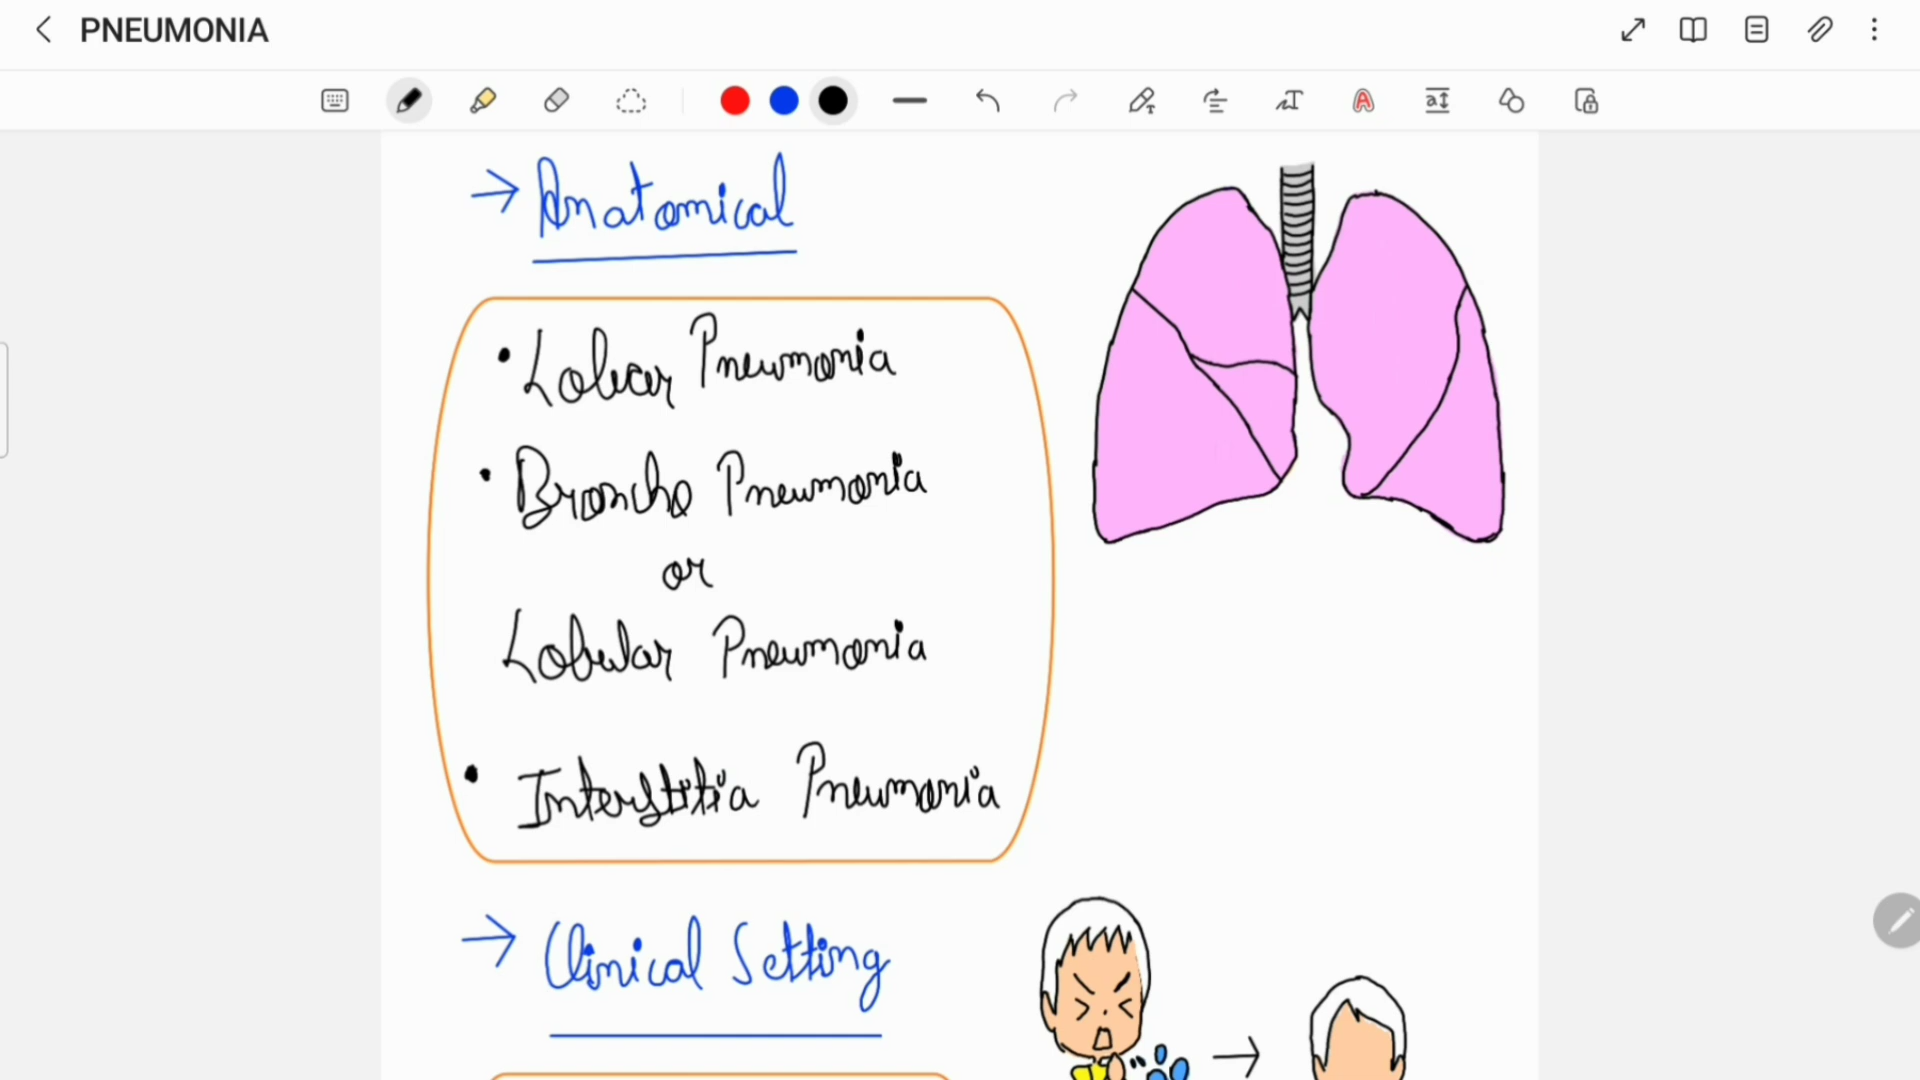 PNEUMONIA
→ Anatomical
• Lobar Pneumonia
• Broncho Pneumonia
or
Lobular Pneumonia
• Interstitia Pneumonia
→ Clinical Setting